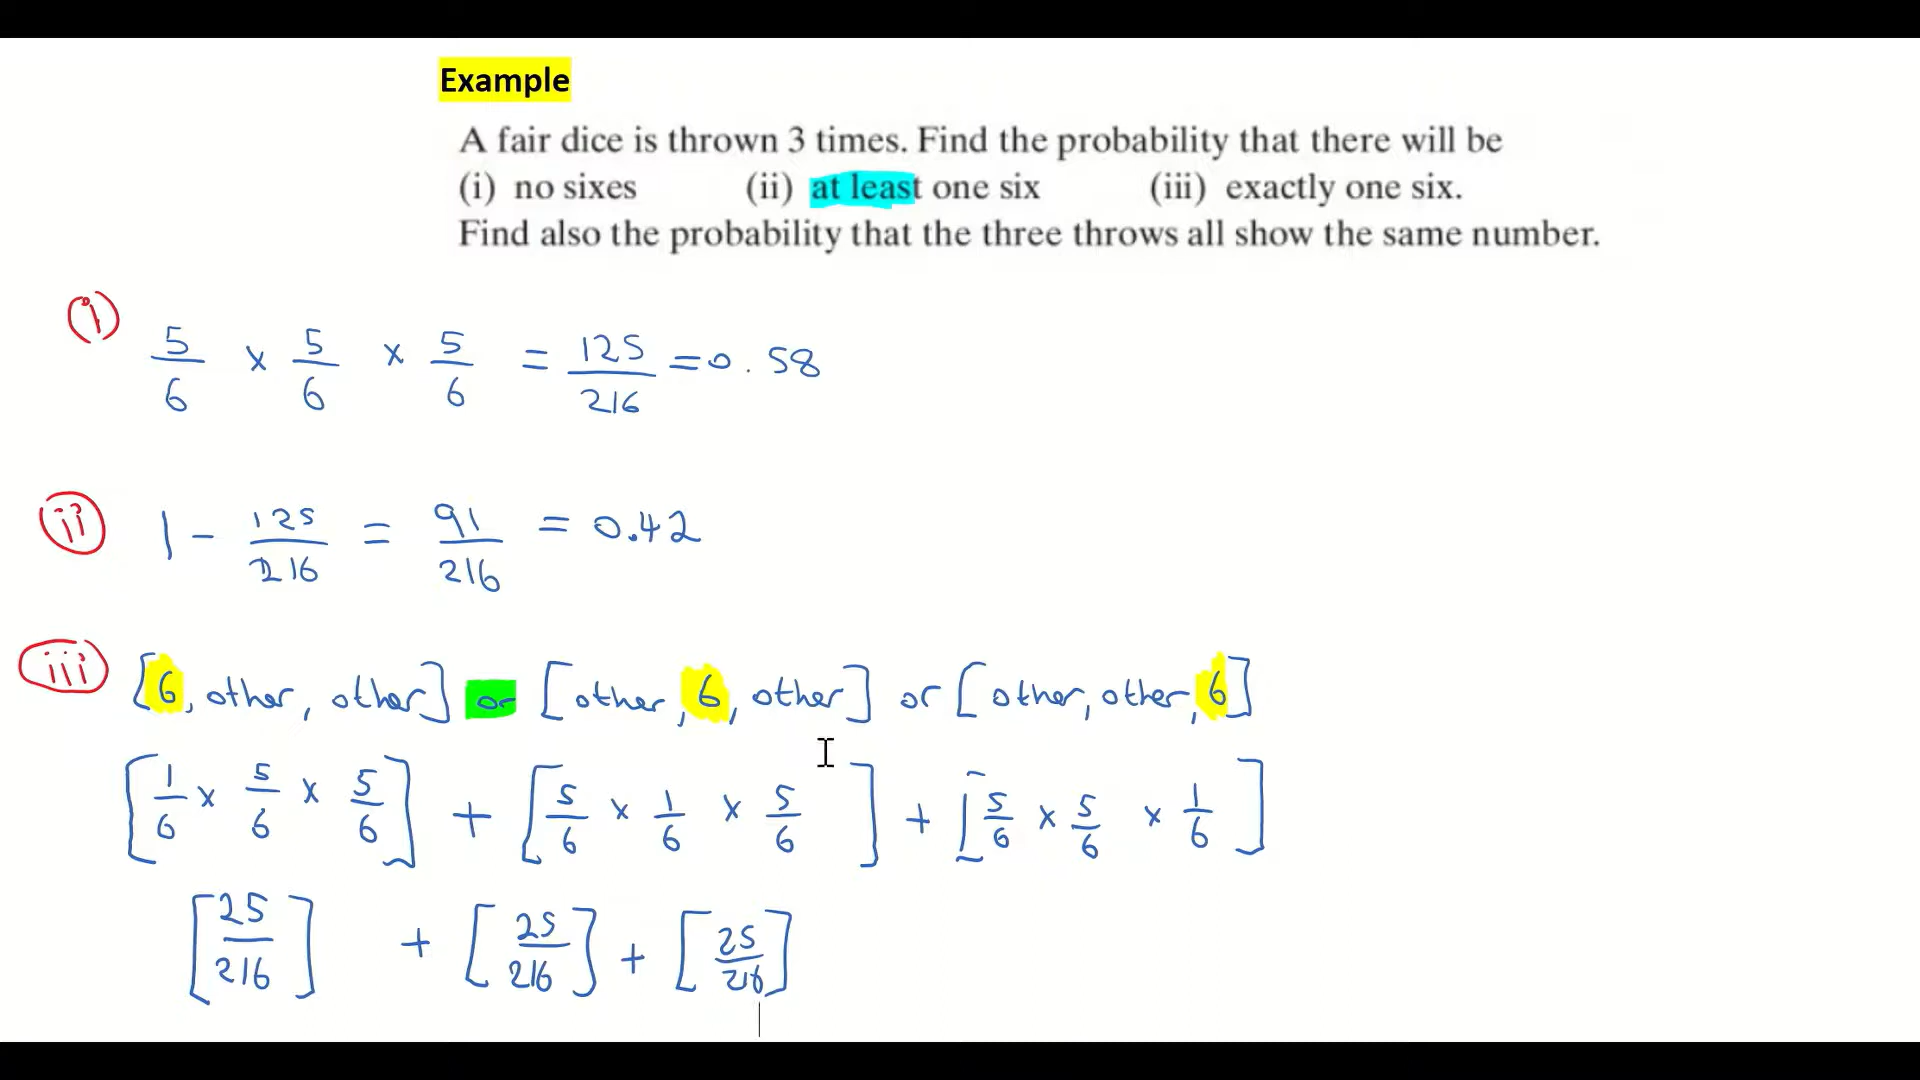 Example
A fair dice is thrown 3 times. Find the probability that there will be
(i) no sixes (ii) at least one six (iii) exactly one six.
Find also the probability that the three throws all show the same number.
(i) 5/6 × 5/6 × 5/6 = 125/216 = 0.58
(ii) 1 - 125/216 = 91/216 = 0.42
(iii) [6, other, other] or [other, 6, other] or [other, other, 6]
[1/6 × 5/6 × 5/6] + [5/6 × 1/6 × 5/6] + [5/6 × 5/6 × 1/6]
[25/216] + [25/216] + [25/216]